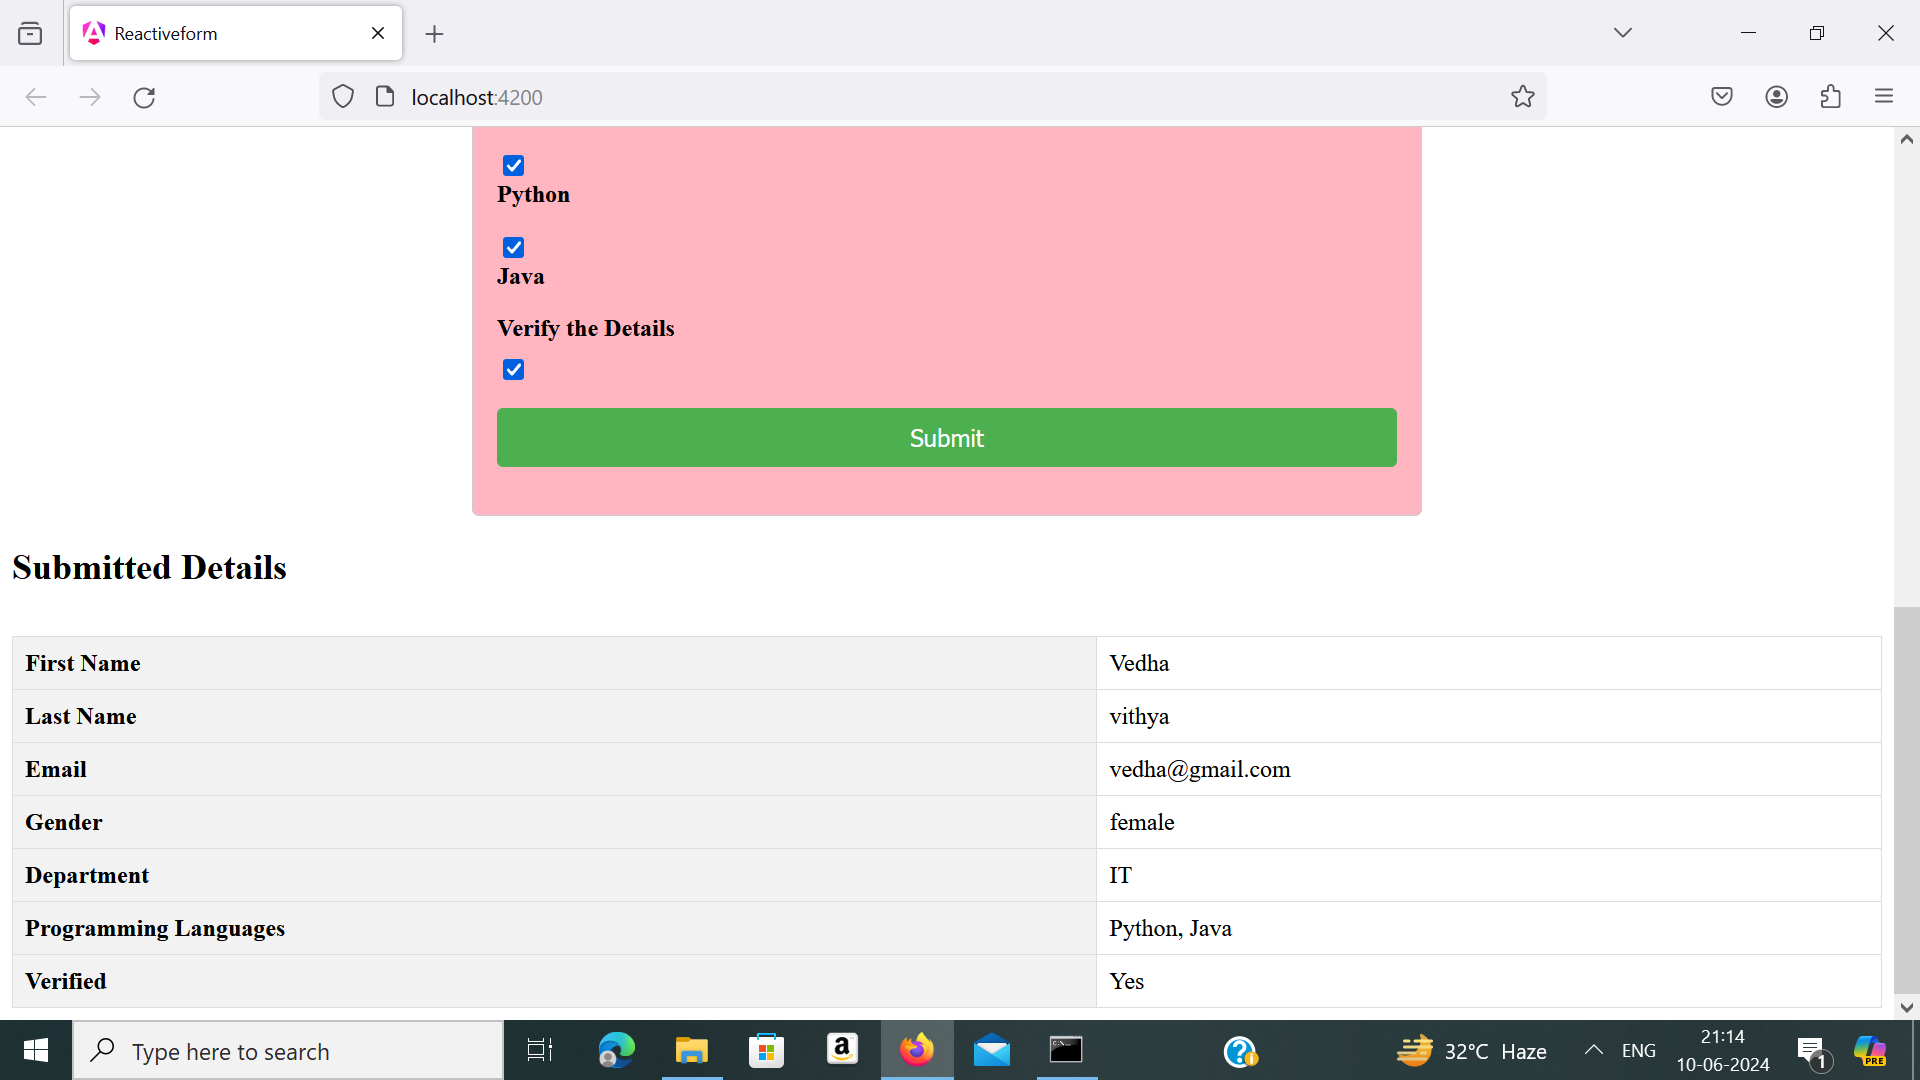 Reactiveform
localhost:4200
Python
Java
Verify the Details
Submit
Submitted Details
First Name Vedha
Last Name vithya
Email vedha@gmail.com
Gender female
Department IT
Programming Languages Python, Java
Verified Yes
Type here to search
a
C:\_
32°C Haze
ENG
21:14
10-06-2024
1
PRE